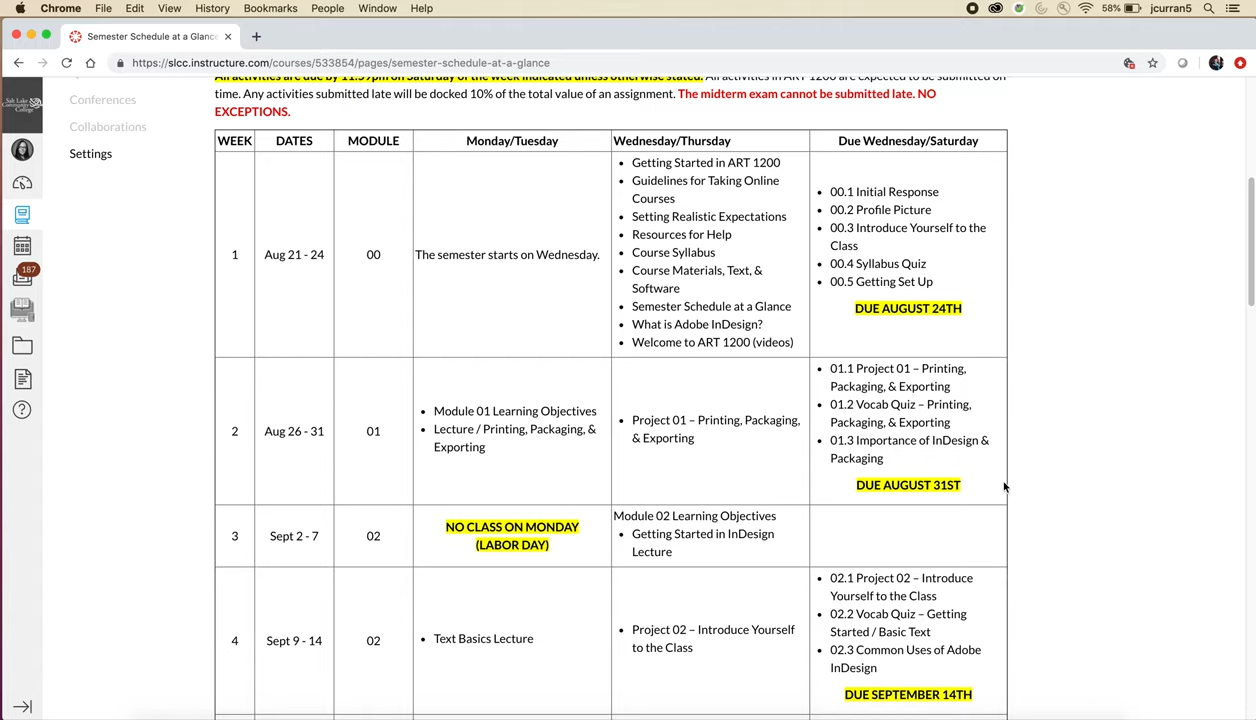 Chrome File Edit View History Bookmarks People Window Help 58% jcurran5
Semester Schedule at a Glance
https://slcc.instructure.com/courses/533854/pages/semester-schedule-at-a-glance
All activities are due by 11:59pm on Saturday of the week indicated unless otherwise stated. All activities in ART 1200 are expected to be submitted on
time. Any activities submitted late will be docked 10% of the total value of an assignment. The midterm exam cannot be submitted late. NO
EXCEPTIONS.
Salt Lake
Community
College
Conferences
Collaborations
Settings
187
WEEK DATES MODULE Monday/Tuesday Wednesday/Thursday Due Wednesday/Saturday
1
Aug 21 - 24
00
The semester starts on Wednesday.
• Getting Started in ART 1200
• Guidelines for Taking Online
Courses
• Setting Realistic Expectations
• Resources for Help
• Course Syllabus
• Course Materials, Text, &
Software
• Semester Schedule at a Glance
• What is Adobe InDesign?
• Welcome to ART 1200 (videos)
• 00.1 Initial Response
• 00.2 Profile Picture
• 00.3 Introduce Yourself to the
Class
• 00.4 Syllabus Quiz
• 00.5 Getting Set Up
DUE AUGUST 24TH
2
Aug 26 - 31
01
• Module 01 Learning Objectives
• Lecture / Printing, Packaging, &
Exporting
• Project 01 – Printing, Packaging,
& Exporting
• 01.1 Project 01 – Printing,
Packaging, & Exporting
• 01.2 Vocab Quiz – Printing,
Packaging, & Exporting
• 01.3 Importance of InDesign &
Packaging
DUE AUGUST 31ST
3
Sept 2 - 7
02
NO CLASS ON MONDAY
(LABOR DAY)
Module 02 Learning Objectives
• Getting Started in InDesign
Lecture
4
Sept 9 - 14
02
• Text Basics Lecture
• Project 02 – Introduce Yourself
to the Class
• 02.1 Project 02 – Introduce
Yourself to the Class
• 02.2 Vocab Quiz – Getting
Started / Basic Text
• 02.3 Common Uses of Adobe
InDesign
DUE SEPTEMBER 14TH